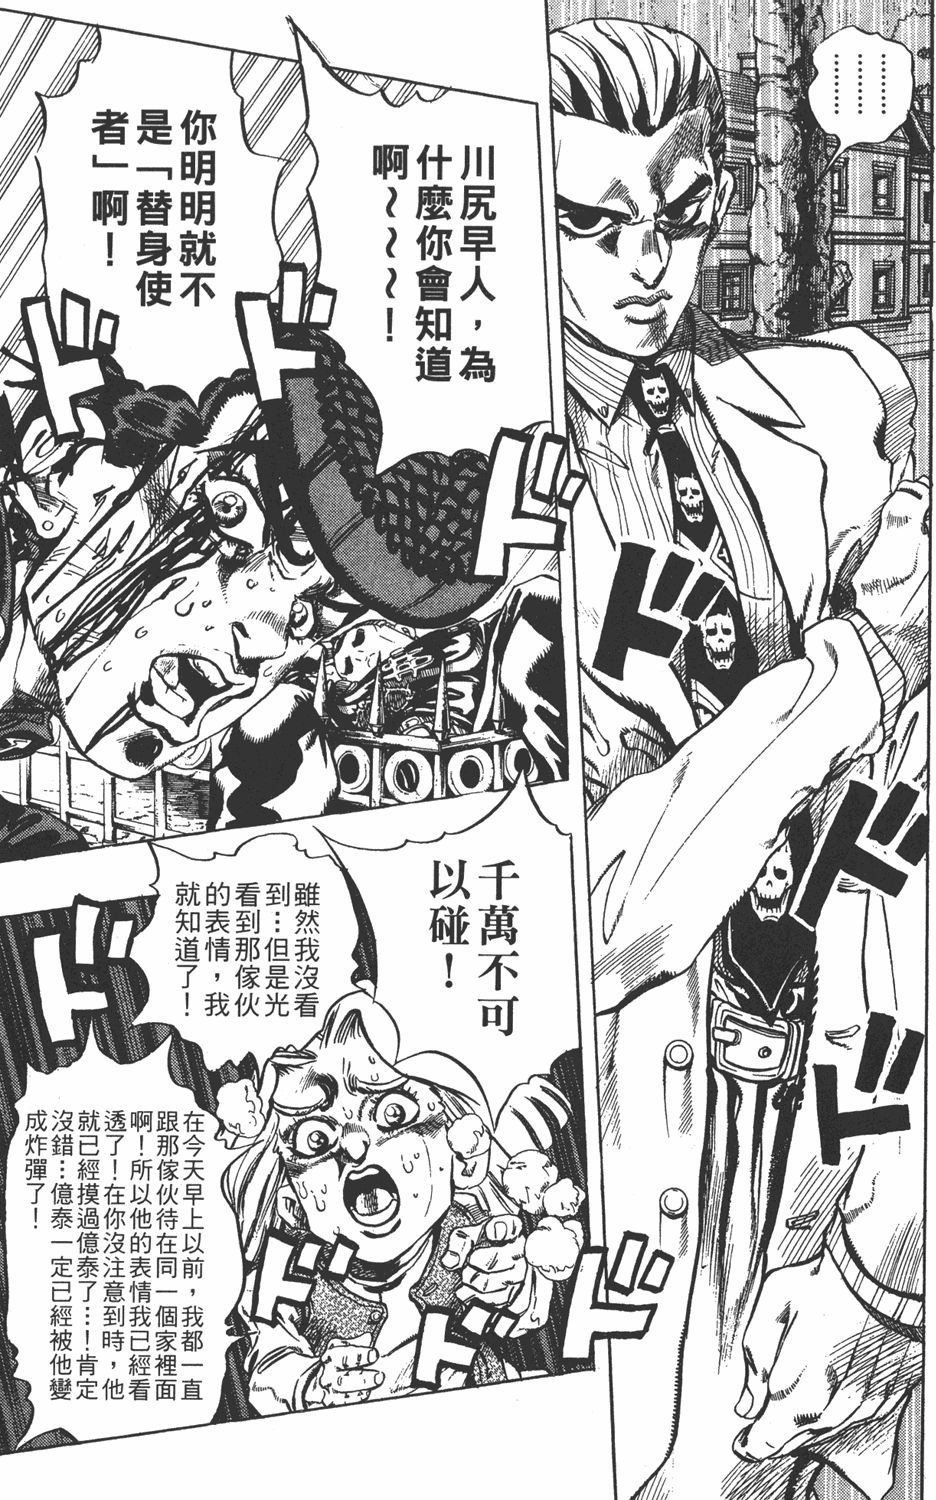 ………
………
川尻早人，為
什麼你會知道
啊～～～！
你明明就不
是「替身使
者」啊！
ドド
ド
ド
ド
ド
千萬不可
以碰！
雖然我沒看
到…但是光
看到那傢伙
的表情，我
就知道了！
在今天早上以前，我都一直
跟那傢伙待在同一個家裡面
啊！所以他的表情我已經看
透了！在你沒注意到時，他
就已經摸過億泰了…！肯定
沒錯…億泰一定已經被他變
成炸彈了！
ド
ド
ド
ド